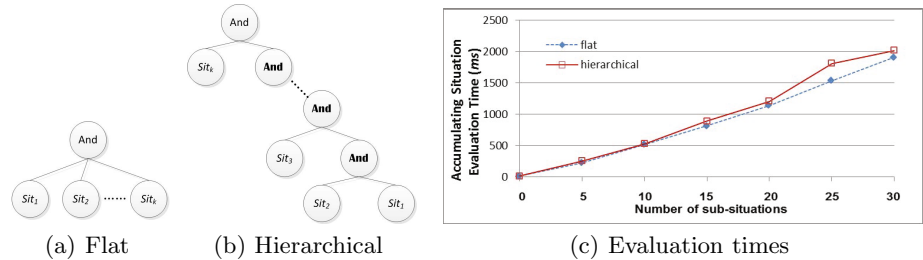 And
Sit1
Sit2
......
Sitk
(a) Flat
And
Sitk
And
And
Sit3
And
Sit2
Sit1
(b) Hierarchical
Accumulating Situation
Evaluation Time (ms)
2500
2000
1500
1000
500
0
flat
hierarchical
0 5 10 15 20 25 30
Number of sub-situations
(c) Evaluation times